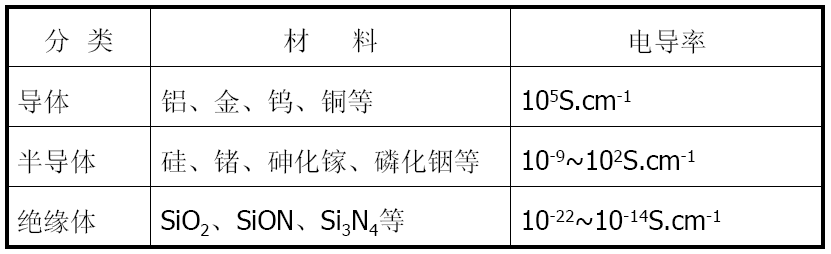 分 类 材 料 电导率
导体 铝、金、钨、铜等 10⁵S.cm⁻¹
半导体 硅、锗、砷化镓、磷化铟等 10⁻⁹~10²S.cm⁻¹
绝缘体 SiO₂、SiON、Si₃N₄等 10⁻²²~10⁻¹⁴S.cm⁻¹